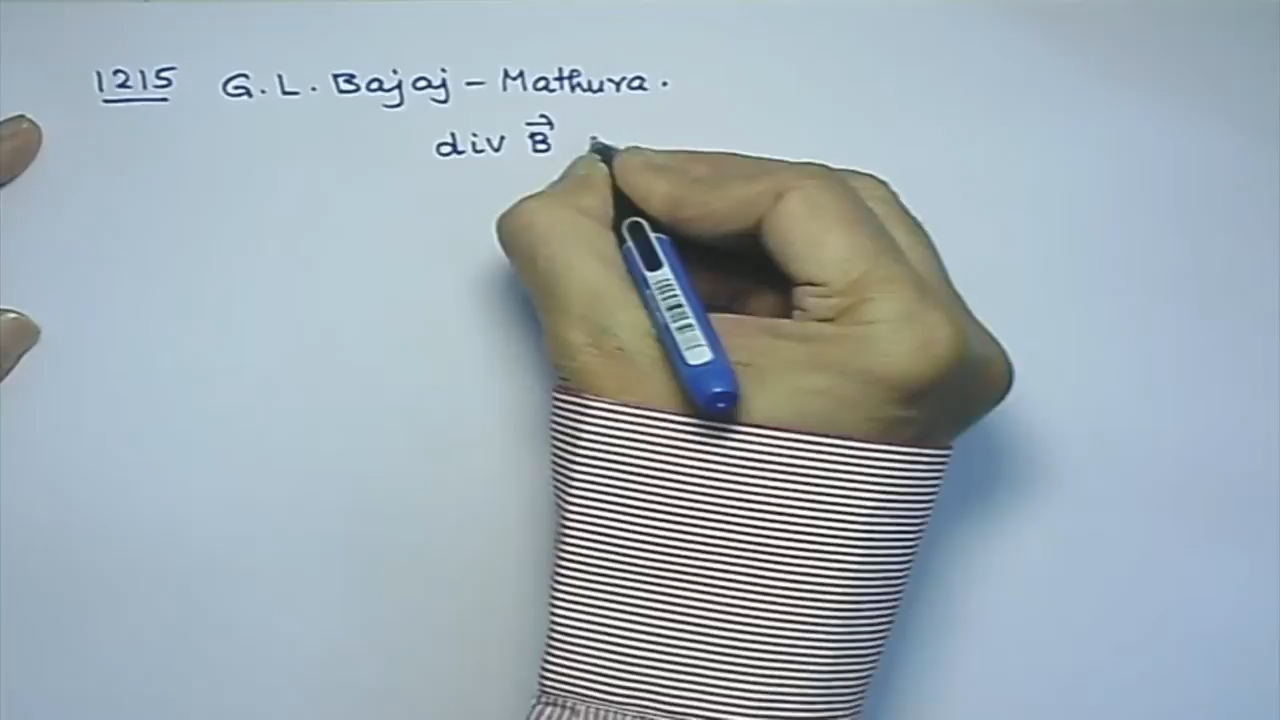 1215 G. L. Bajaj - Mathura.
div B⃗